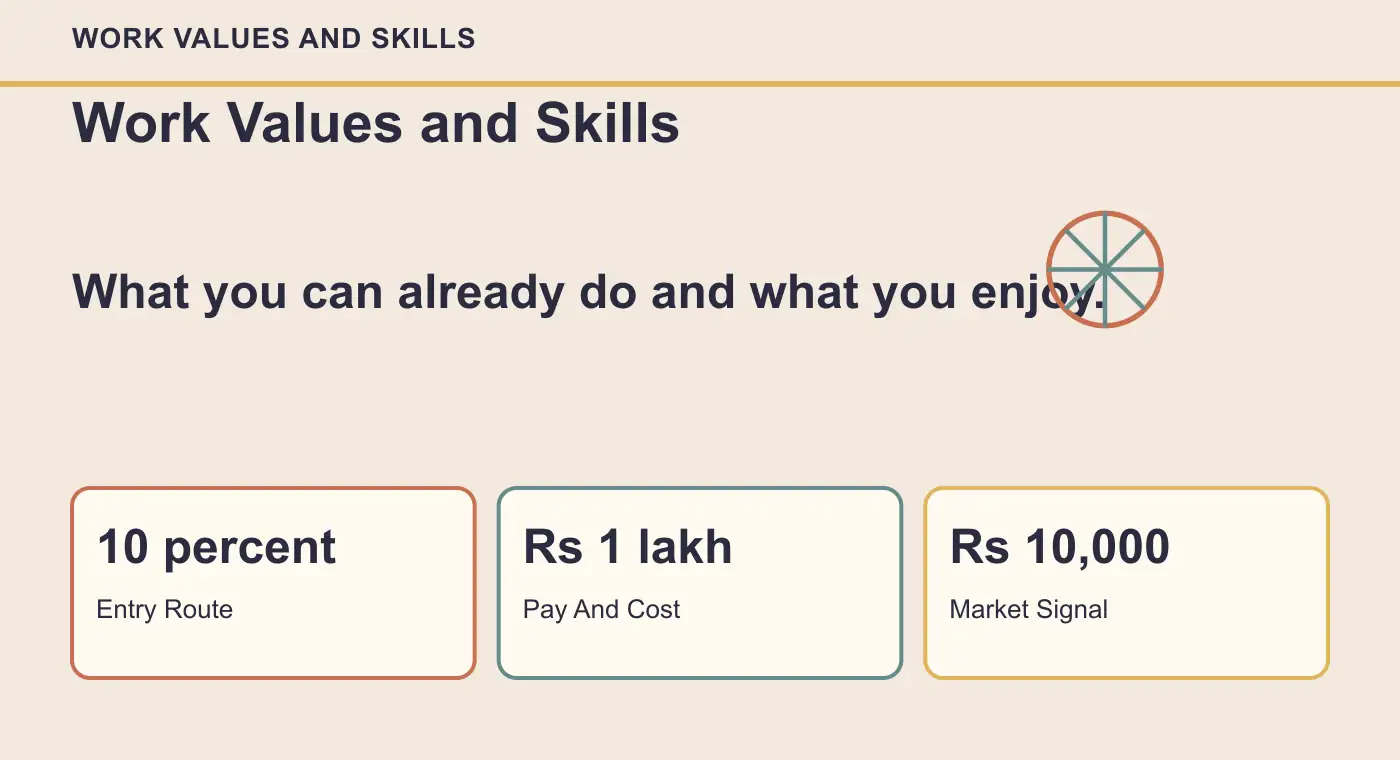 WORK VALUES AND SKILLS
Work Values and Skills
What you can already do and what you enjoy.
10 percent
Entry Route
Rs 1 lakh
Pay And Cost
Rs 10,000
Market Signal